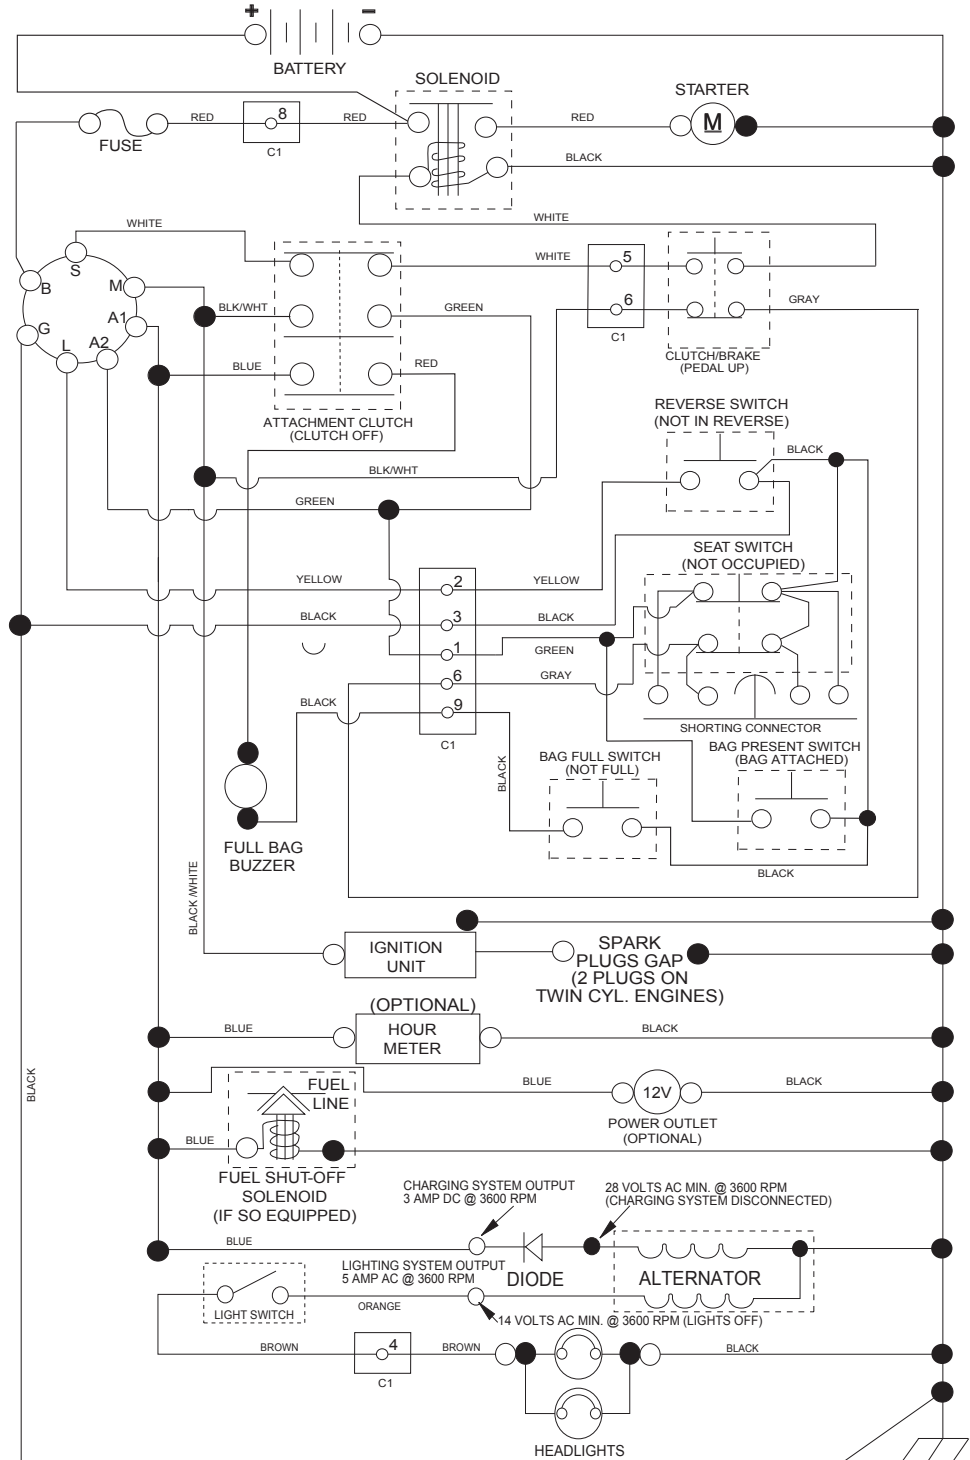 + −
BATTERY
SOLENOID
STARTER
FUSE
RED
8
C1
RED
RED
M
BLACK
WHITE
WHITE
WHITE
5
6
C1
GRAY
CLUTCH/BRAKE
(PEDAL UP)
S
B
M
A1
G
L
A2
BLK/WHT
GREEN
BLUE
RED
ATTACHMENT CLUTCH
(CLUTCH OFF)
REVERSE SWITCH
(NOT IN REVERSE)
BLACK
BLK/WHT
GREEN
SEAT SWITCH
(NOT OCCUPIED)
YELLOW
2
YELLOW
BLACK
3
BLACK
1
GREEN
6
GRAY
BLACK
9
C1
SHORTING CONNECTOR
BLACK
BAG FULL SWITCH
(NOT FULL)
BAG PRESENT SWITCH
(BAG ATTACHED)
BLACK
FULL BAG
BUZZER
BLACK /WHITE
IGNITION
UNIT
SPARK
PLUGS GAP
(2 PLUGS ON
TWIN CYL. ENGINES)
(OPTIONAL)
BLUE
HOUR
METER
BLACK
BLACK
FUEL
LINE
BLUE
12V
BLACK
POWER OUTLET
(OPTIONAL)
BLUE
FUEL SHUT-OFF
SOLENOID
(IF SO EQUIPPED)
CHARGING SYSTEM OUTPUT
3 AMP DC @ 3600 RPM
28 VOLTS AC MIN. @ 3600 RPM
(CHARGING SYSTEM DISCONNECTED)
BLUE
LIGHTING SYSTEM OUTPUT
5 AMP AC @ 3600 RPM
DIODE
ALTERNATOR
LIGHT SWITCH
ORANGE
14 VOLTS AC MIN. @ 3600 RPM (LIGHTS OFF)
BROWN
4
C1
BROWN
BLACK
HEADLIGHTS